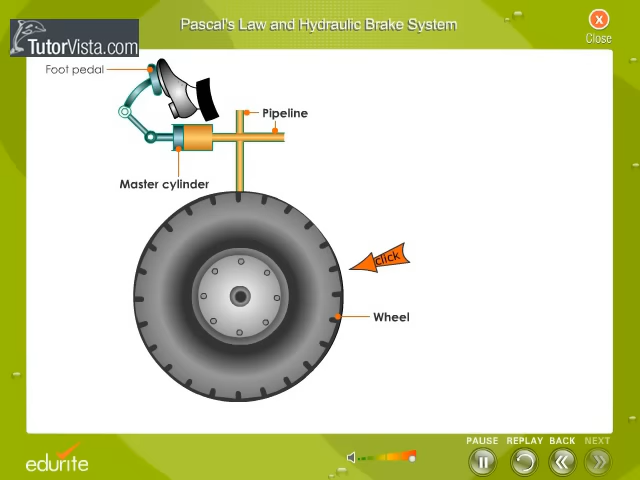 Pascal's Law and Hydraulic Brake System
x
Close
TutorVista.com
Foot pedal
Pipeline
Master cylinder
click
Wheel
PAUSE REPLAY BACK NEXT
edurite